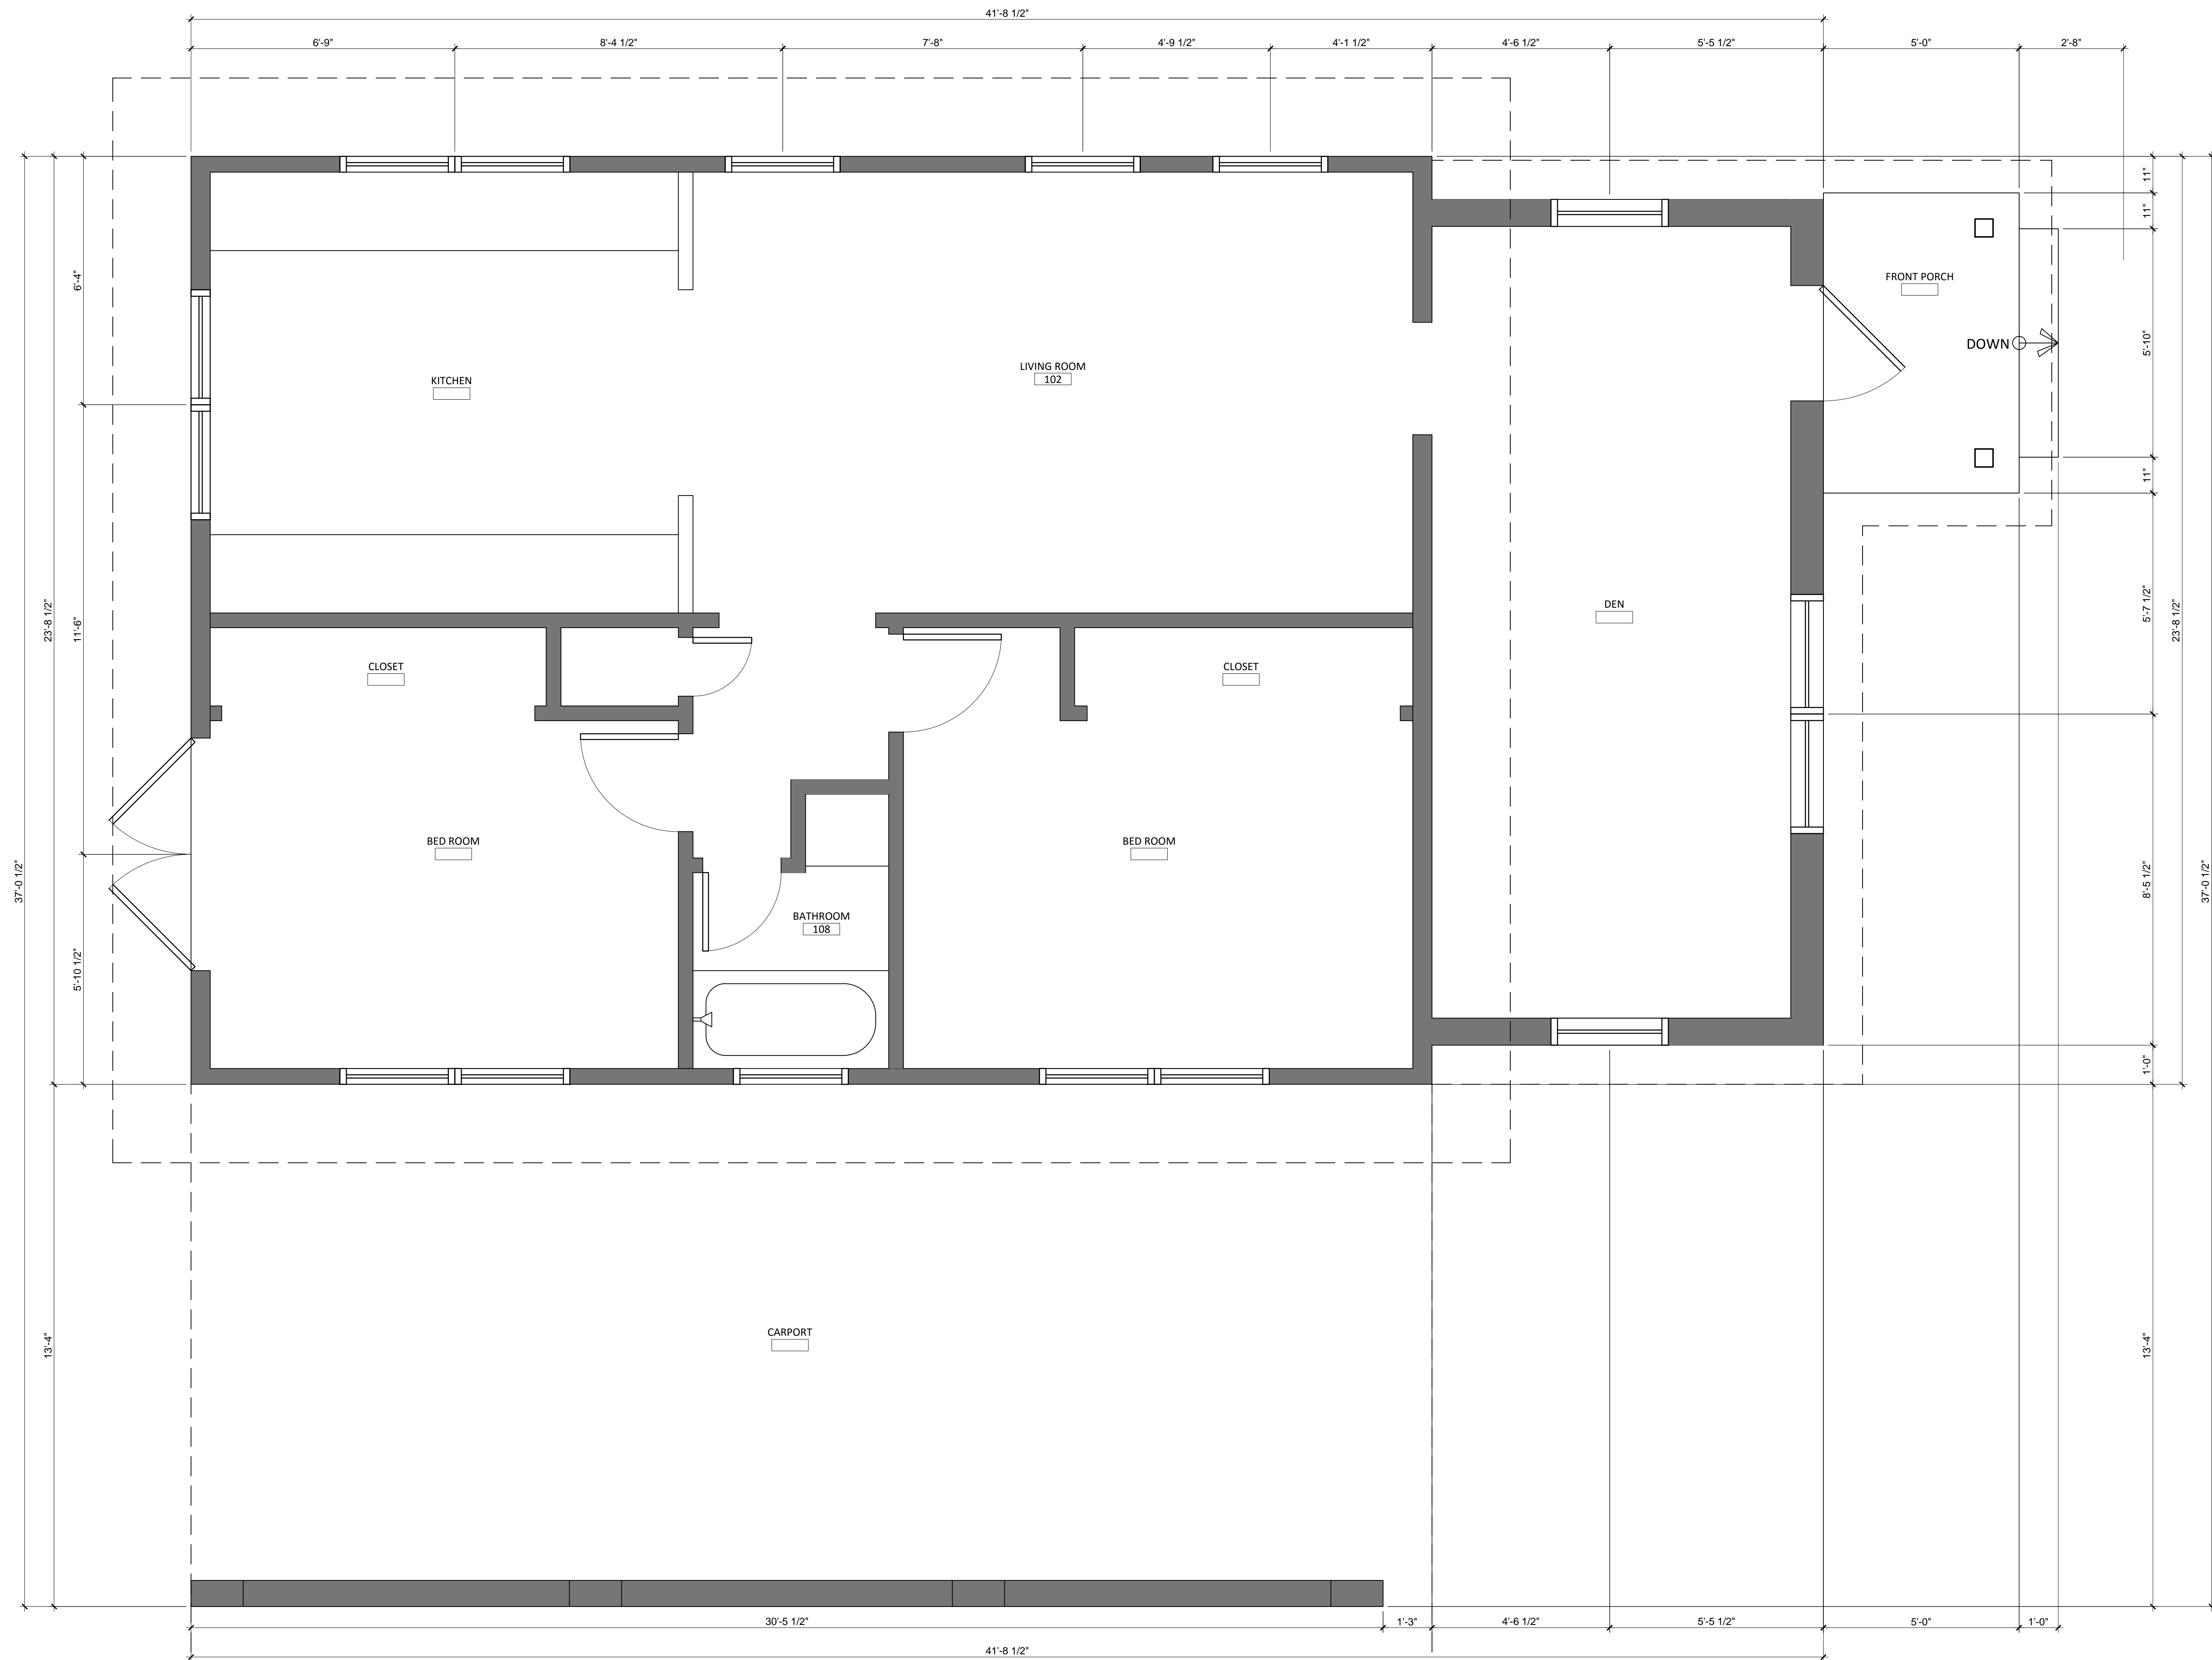 41'-8 1/2"
6'-9" 8'-4 1/2" 7'-8" 4'-9 1/2" 4'-1 1/2" 4'-6 1/2" 5'-5 1/2" 5'-0" 2'-8"
11"
11"
6'-4"
FRONT PORCH
DOWN
5'-10"
LIVING ROOM
102
KITCHEN
11"
DEN
5'-7 1/2"
23'-8 1/2"
23'-8 1/2"
11'-6"
CLOSET
CLOSET
BED ROOM
BED ROOM
37'-0 1/2"
37'-0 1/2"
8'-5 1/2"
BATHROOM
108
5'-10 1/2"
1'-0"
CARPORT
13'-4"
13'-4"
30'-5 1/2" 1'-3" 4'-6 1/2" 5'-5 1/2" 5'-0" 1'-0"
41'-8 1/2"